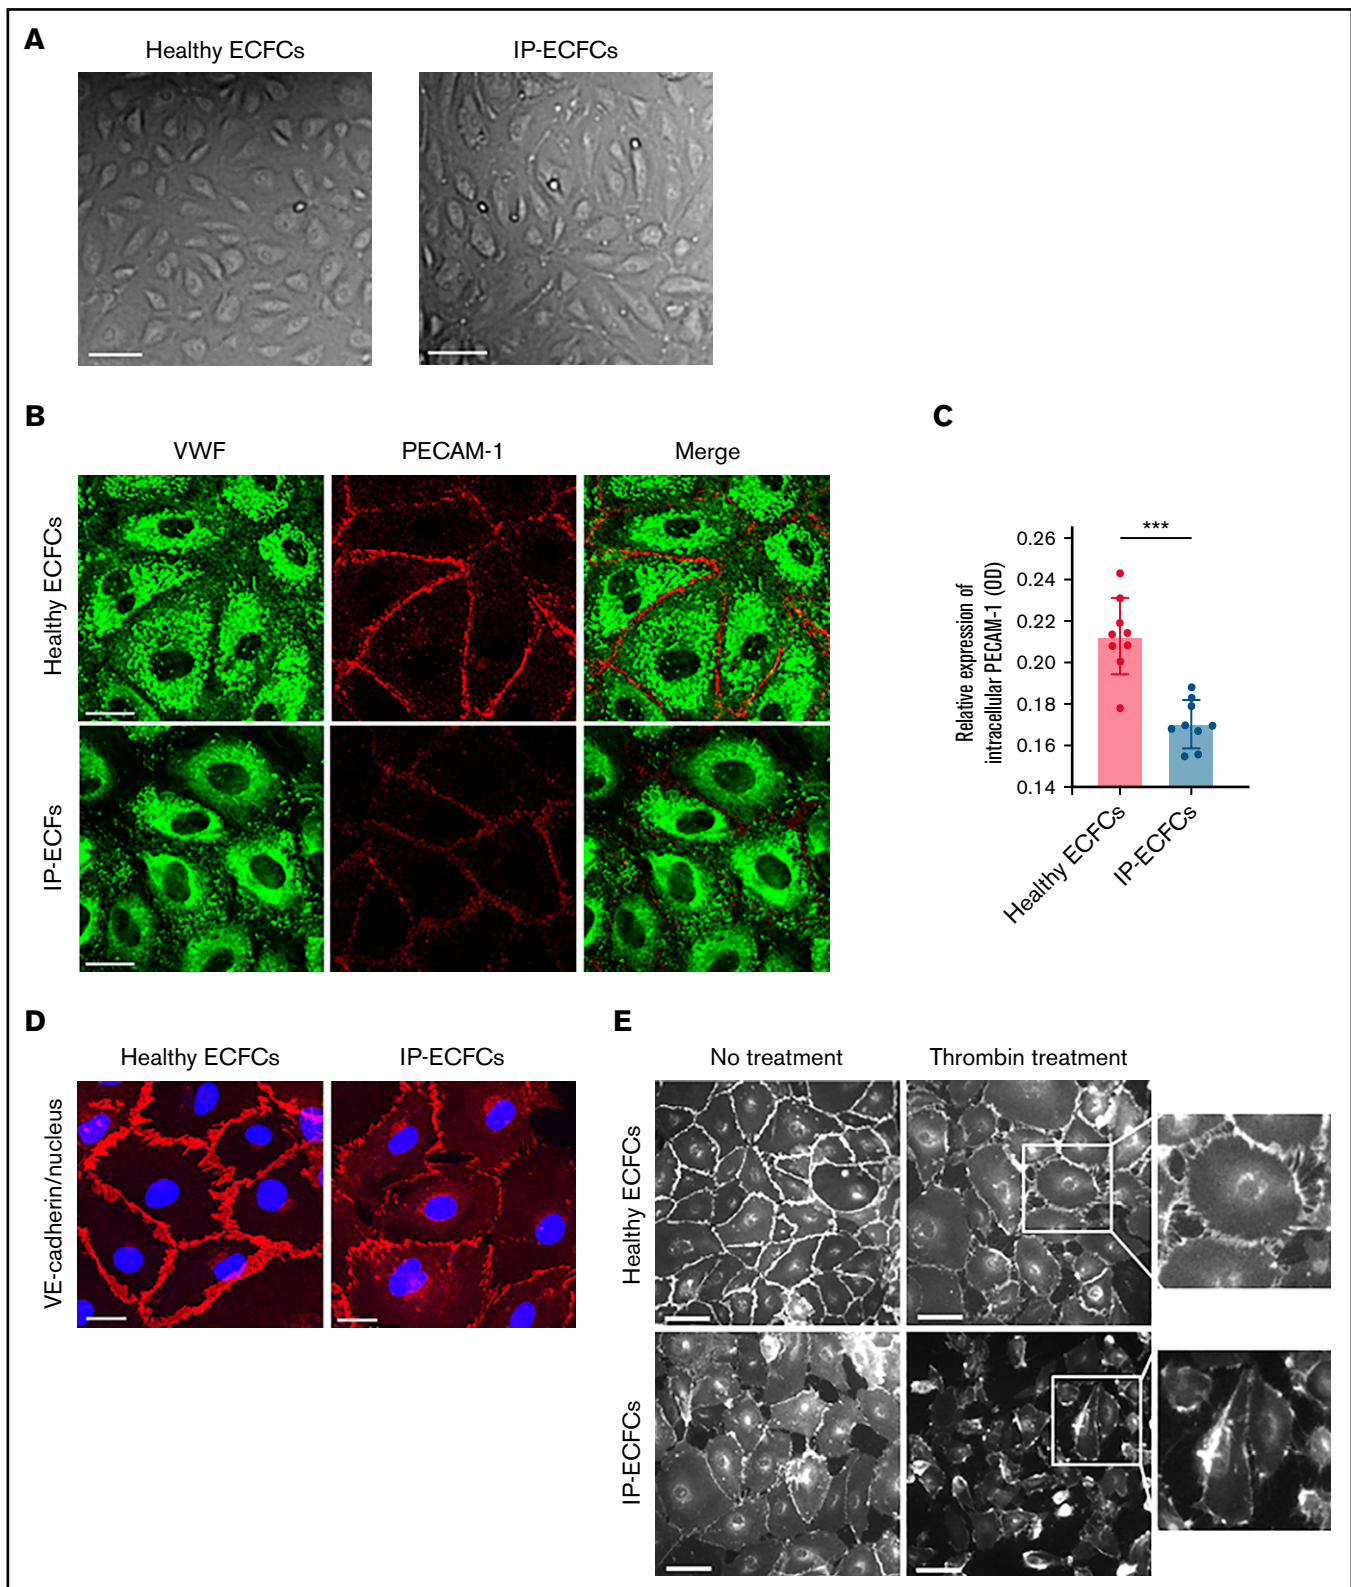 A
Healthy ECFCs
IP-ECFCs
B
VWF
PECAM-1
Merge
Healthy ECFCs
IP-ECFs
C
Relative expression of
intracellular PECAM-1 (OD)
0.26
0.24
0.22
0.20
0.18
0.16
0.14
***
Healthy ECFCs
IP-ECFCs
D
Healthy ECFCs
IP-ECFCs
VE-cadherin/nucleus
E
No treatment
Thrombin treatment
Healthy ECFCs
IP-ECFCs